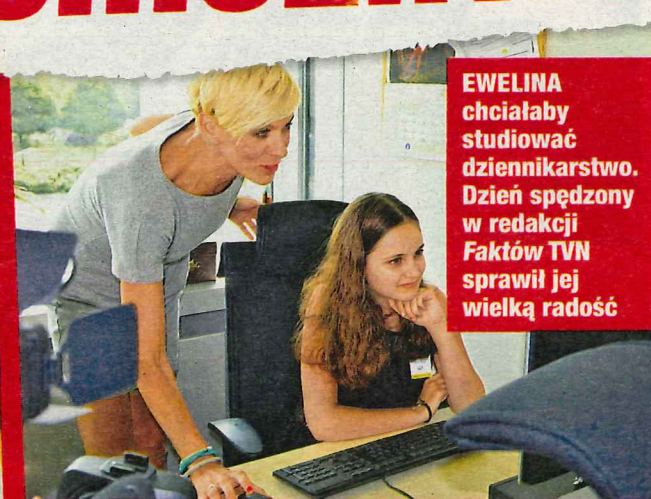 EWELINA
chciałaby
studiować
dziennikarstwo.
Dzień spędzony
w redakcji
Faktów TVN
sprawił jej
wielką radość